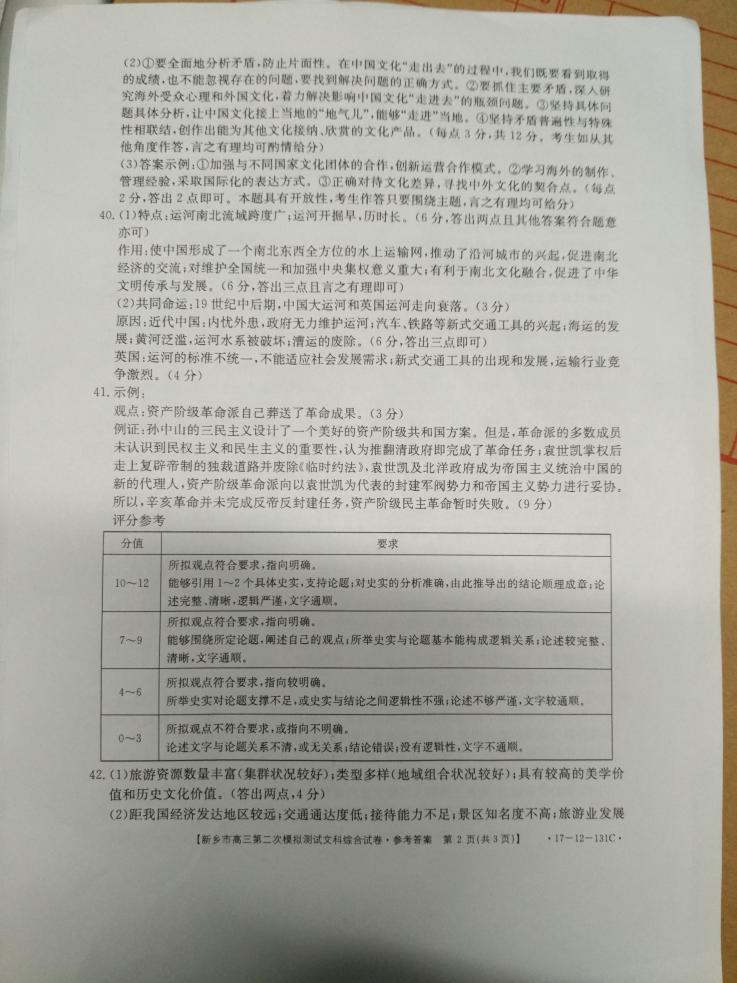 (2)①要全面地分析矛盾,防止片面性。在中国文化“走出去”的过程中,我们既要看到取得
的成绩,也不能忽视存在的问题,要找到解决问题的正确方式。②要抓住主要矛盾,深入研
究海外受众心理和外国文化,着力解决影响中国文化“走进去”的瓶颈问题。③坚持具体问
题具体分析,让中国文化接上当地的“地气儿”,能够“走进”当地。④坚持矛盾普遍性与特殊
性相联结,创作出能为其他文化接纳、欣赏的文化产品。(每点3分,共12分。考生如从其
他角度作答,言之有理均可酌情给分)
(3)答案示例:①加强与不同国家文化团体的合作,创新运营合作模式。②学习海外的制作、
管理经验,采取国际化的表达方式。③正确对待文化差异,寻找中外文化的契合点。(每点
2分,答出2点即可。本题具有开放性,考生作答只要围绕主题,言之有理均可给分)
40.(1)特点:运河南北流域跨度广;运河开掘早,历时长。(6分,答出两点且其他答案符合题意
亦可)
作用:使中国形成了一个南北东西全方位的水上运输网,推动了沿河城市的兴起,促进南北
经济的交流;对维护全国统一和加强中央集权意义重大;有利于南北文化融合,促进了中华
文明传承与发展。(6分,答出三点且言之有理即可)
(2)共同命运:19世纪中后期,中国大运河和英国运河走向衰落。(3分)
原因:近代中国:内忧外患,政府无力维护运河;汽车、铁路等新式交通工具的兴起;海运的发
展;黄河泛滥,运河水系被破坏;漕运的废除。(6分,答出三点即可)
英国:运河的标准不统一,不能适应社会发展需求;新式交通工具的出现和发展,运输行业竞
争激烈。(4分)
41.示例:
观点:资产阶级革命派自己葬送了革命成果。(3分)
例证:孙中山的三民主义设计了一个美好的资产阶级共和国方案。但是,革命派的多数成员
未认识到民权主义和民生主义的重要性,认为推翻清政府即完成了革命任务;袁世凯掌权后
走上复辟帝制的独裁道路并废除《临时约法》,袁世凯及北洋政府成为帝国主义统治中国的
新的代理人,资产阶级革命派向以袁世凯为代表的封建军阀势力和帝国主义势力进行妥协。
所以,辛亥革命并未完成反帝反封建任务,资产阶级民主革命暂时失败。(9分)
评分参考
分值 要求
所拟观点符合要求,指向明确。
10～12 能够引用1～2个具体史实,支持论题;对史实的分析准确,由此推导出的结论顺理成章;论
述完整、清晰,逻辑严谨,文字通顺。
所拟观点符合要求,指向明确。
7～9 能够围绕所定论题,阐述自己的观点;所举史实与论题基本能构成逻辑关系;论述较完整、
清晰,文字通顺。
4～6 所拟观点符合要求,指向较明确。
所举史实对论题支撑不足,或史实与结论之间逻辑性不强;论述不够严谨,文字较通顺。
0～3 所拟观点不符合要求,或指向不明确。
论述文字与论题关系不清,或无关系;结论错误;没有逻辑性,文字不通顺。
42.(1)旅游资源数量丰富(集群状况较好);类型多样(地域组合状况较好);具有较高的美学价
值和历史文化价值。(答出两点,4分)
(2)距我国经济发达地区较远;交通通达度低;接待能力不足;景区知名度不高;旅游业发展
【新乡市高三第二次模拟测试文科综合试卷·参考答案 第2页(共3页)】 ·17－12－131C·